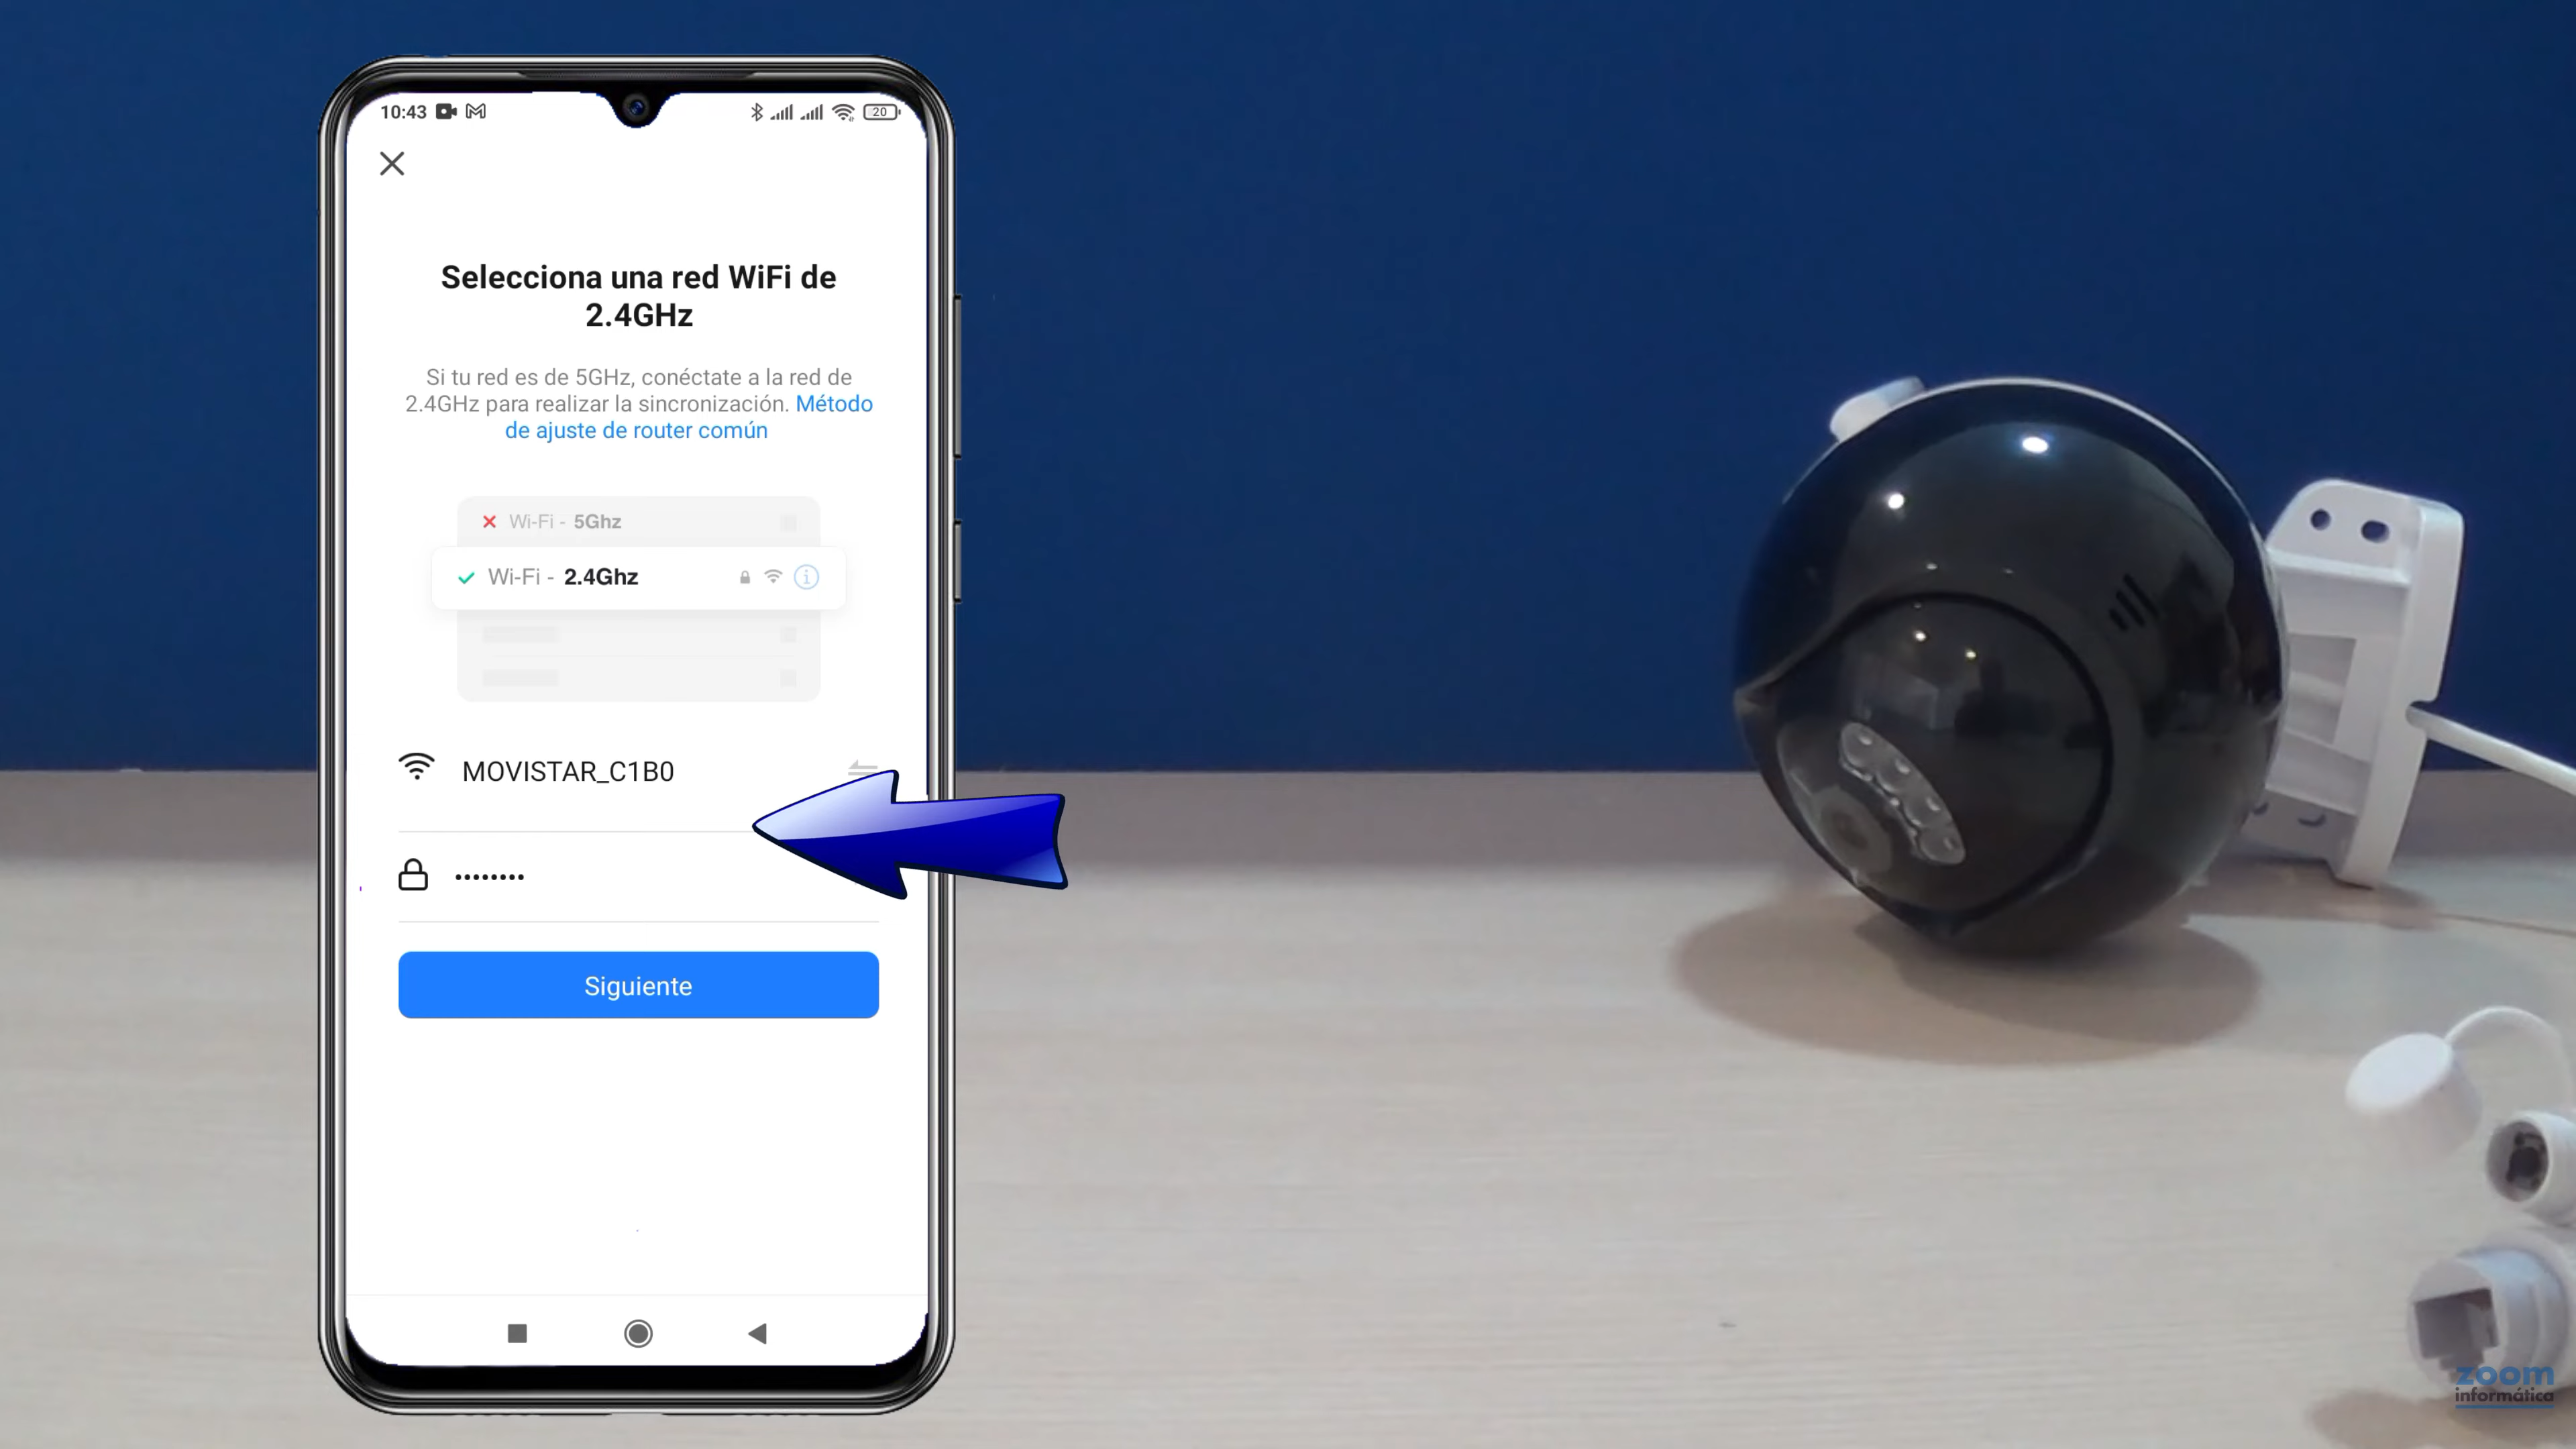 10:43
20
Selecciona una red WiFi de
2.4GHz
Si tu red es de 5GHz, conéctate a la red de
2.4GHz para realizar la sincronización. Método
de ajuste de router común
Wi-Fi - 5Ghz
Wi-Fi - 2.4Ghz
MOVISTAR_C1B0
••••••••
Siguiente
zoom
informática